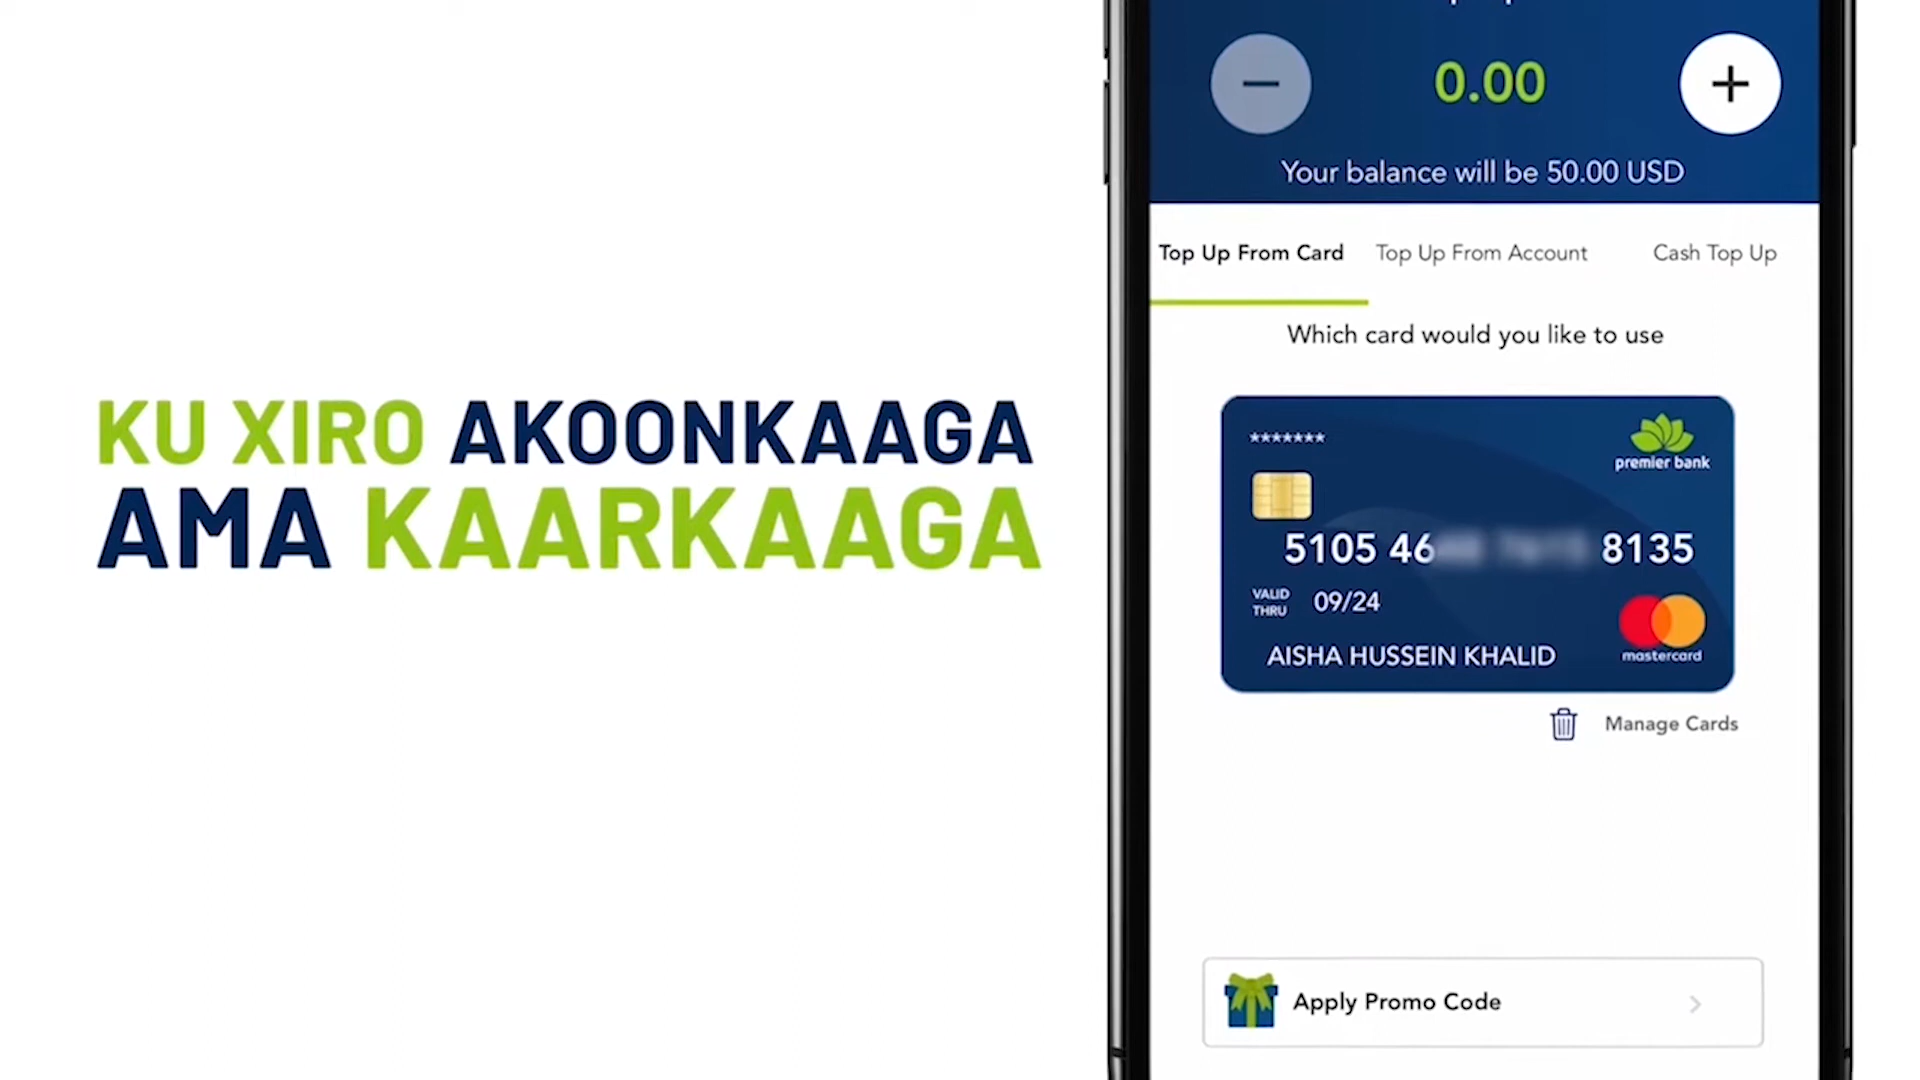 KU XIRO AKOONKAAGA
AMA KAARKAAGA
0.00
Your balance will be 50.00 USD
Top Up From Card
Top Up From Account
Cash Top Up
Which card would you like to use
*******
premier bank
5105 46
8135
VALID
THRU
09/24
AISHA HUSSEIN KHALID
mastercard
Manage Cards
Apply Promo Code